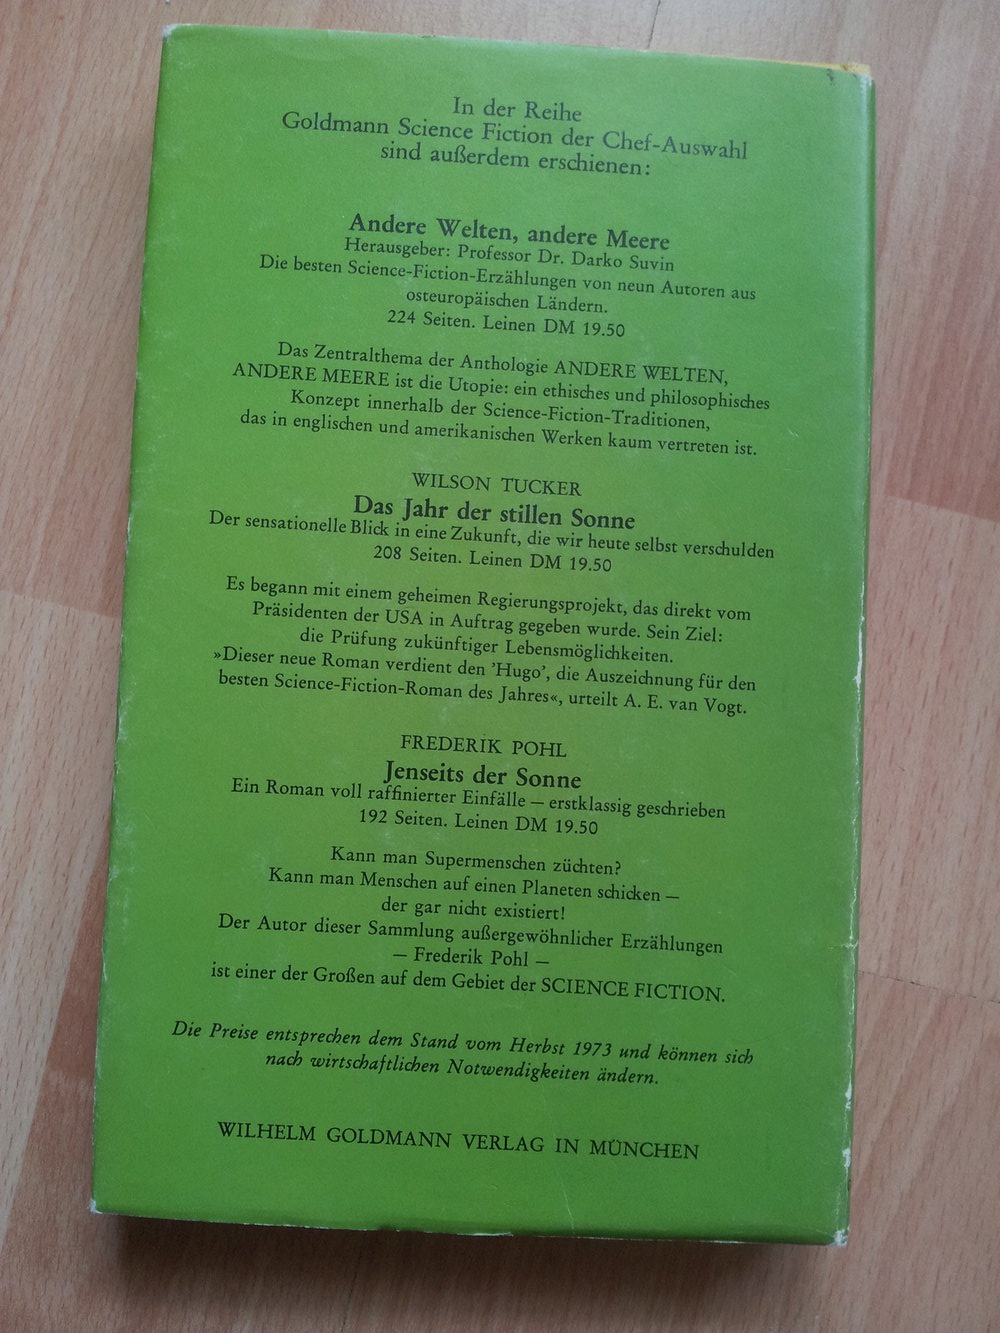 In der Reihe
Goldmann Science Fiction der Chef-Auswahl
sind außerdem erschienen:
Andere Welten, andere Meere
Herausgeber: Professor Dr. Darko Suvin
Die besten Science-Fiction-Erzählungen von neun Autoren aus
osteuropäischen Ländern.
224 Seiten. Leinen DM 19.50
Das Zentralthema der Anthologie ANDERE WELTEN,
ANDERE MEERE ist die Utopie: ein ethisches und philosophisches
Konzept innerhalb der Science-Fiction-Traditionen,
das in englischen und amerikanischen Werken kaum vertreten ist.
WILSON TUCKER
Das Jahr der stillen Sonne
Der sensationelle Blick in eine Zukunft, die wir heute selbst verschulden
208 Seiten. Leinen DM 19.50
Es begann mit einem geheimen Regierungsprojekt, das direkt vom
Präsidenten der USA in Auftrag gegeben wurde. Sein Ziel:
die Prüfung zukünftiger Lebensmöglichkeiten.
»Dieser neue Roman verdient den 'Hugo', die Auszeichnung für den
besten Science-Fiction-Roman des Jahres«, urteilt A. E. van Vogt.
FREDERIK POHL
Jenseits der Sonne
Ein Roman voll raffinierter Einfälle — erstklassig geschrieben
192 Seiten. Leinen DM 19.50
Kann man Supermenschen züchten?
Kann man Menschen auf einen Planeten schicken —
der gar nicht existiert!
Der Autor dieser Sammlung außergewöhnlicher Erzählungen
— Frederik Pohl —
ist einer der Großen auf dem Gebiet der SCIENCE FICTION.
Die Preise entsprechen dem Stand vom Herbst 1973 und können sich
nach wirtschaftlichen Notwendigkeiten ändern.
WILHELM GOLDMANN VERLAG IN MÜNCHEN